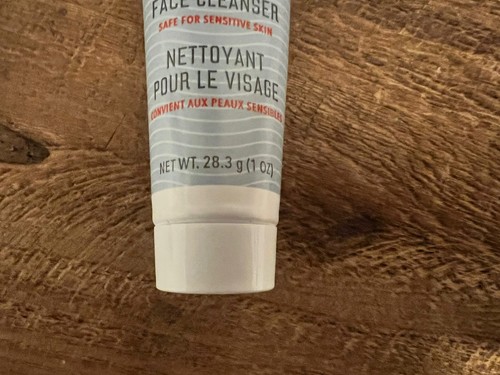 FACE CLEANSER
SAFE FOR SENSITIVE SKIN
NETTOYANT
POUR LE VISAGE
CONVIENT AUX PEAUX SENSIBLES
NET WT. 28.3 g (1 OZ)